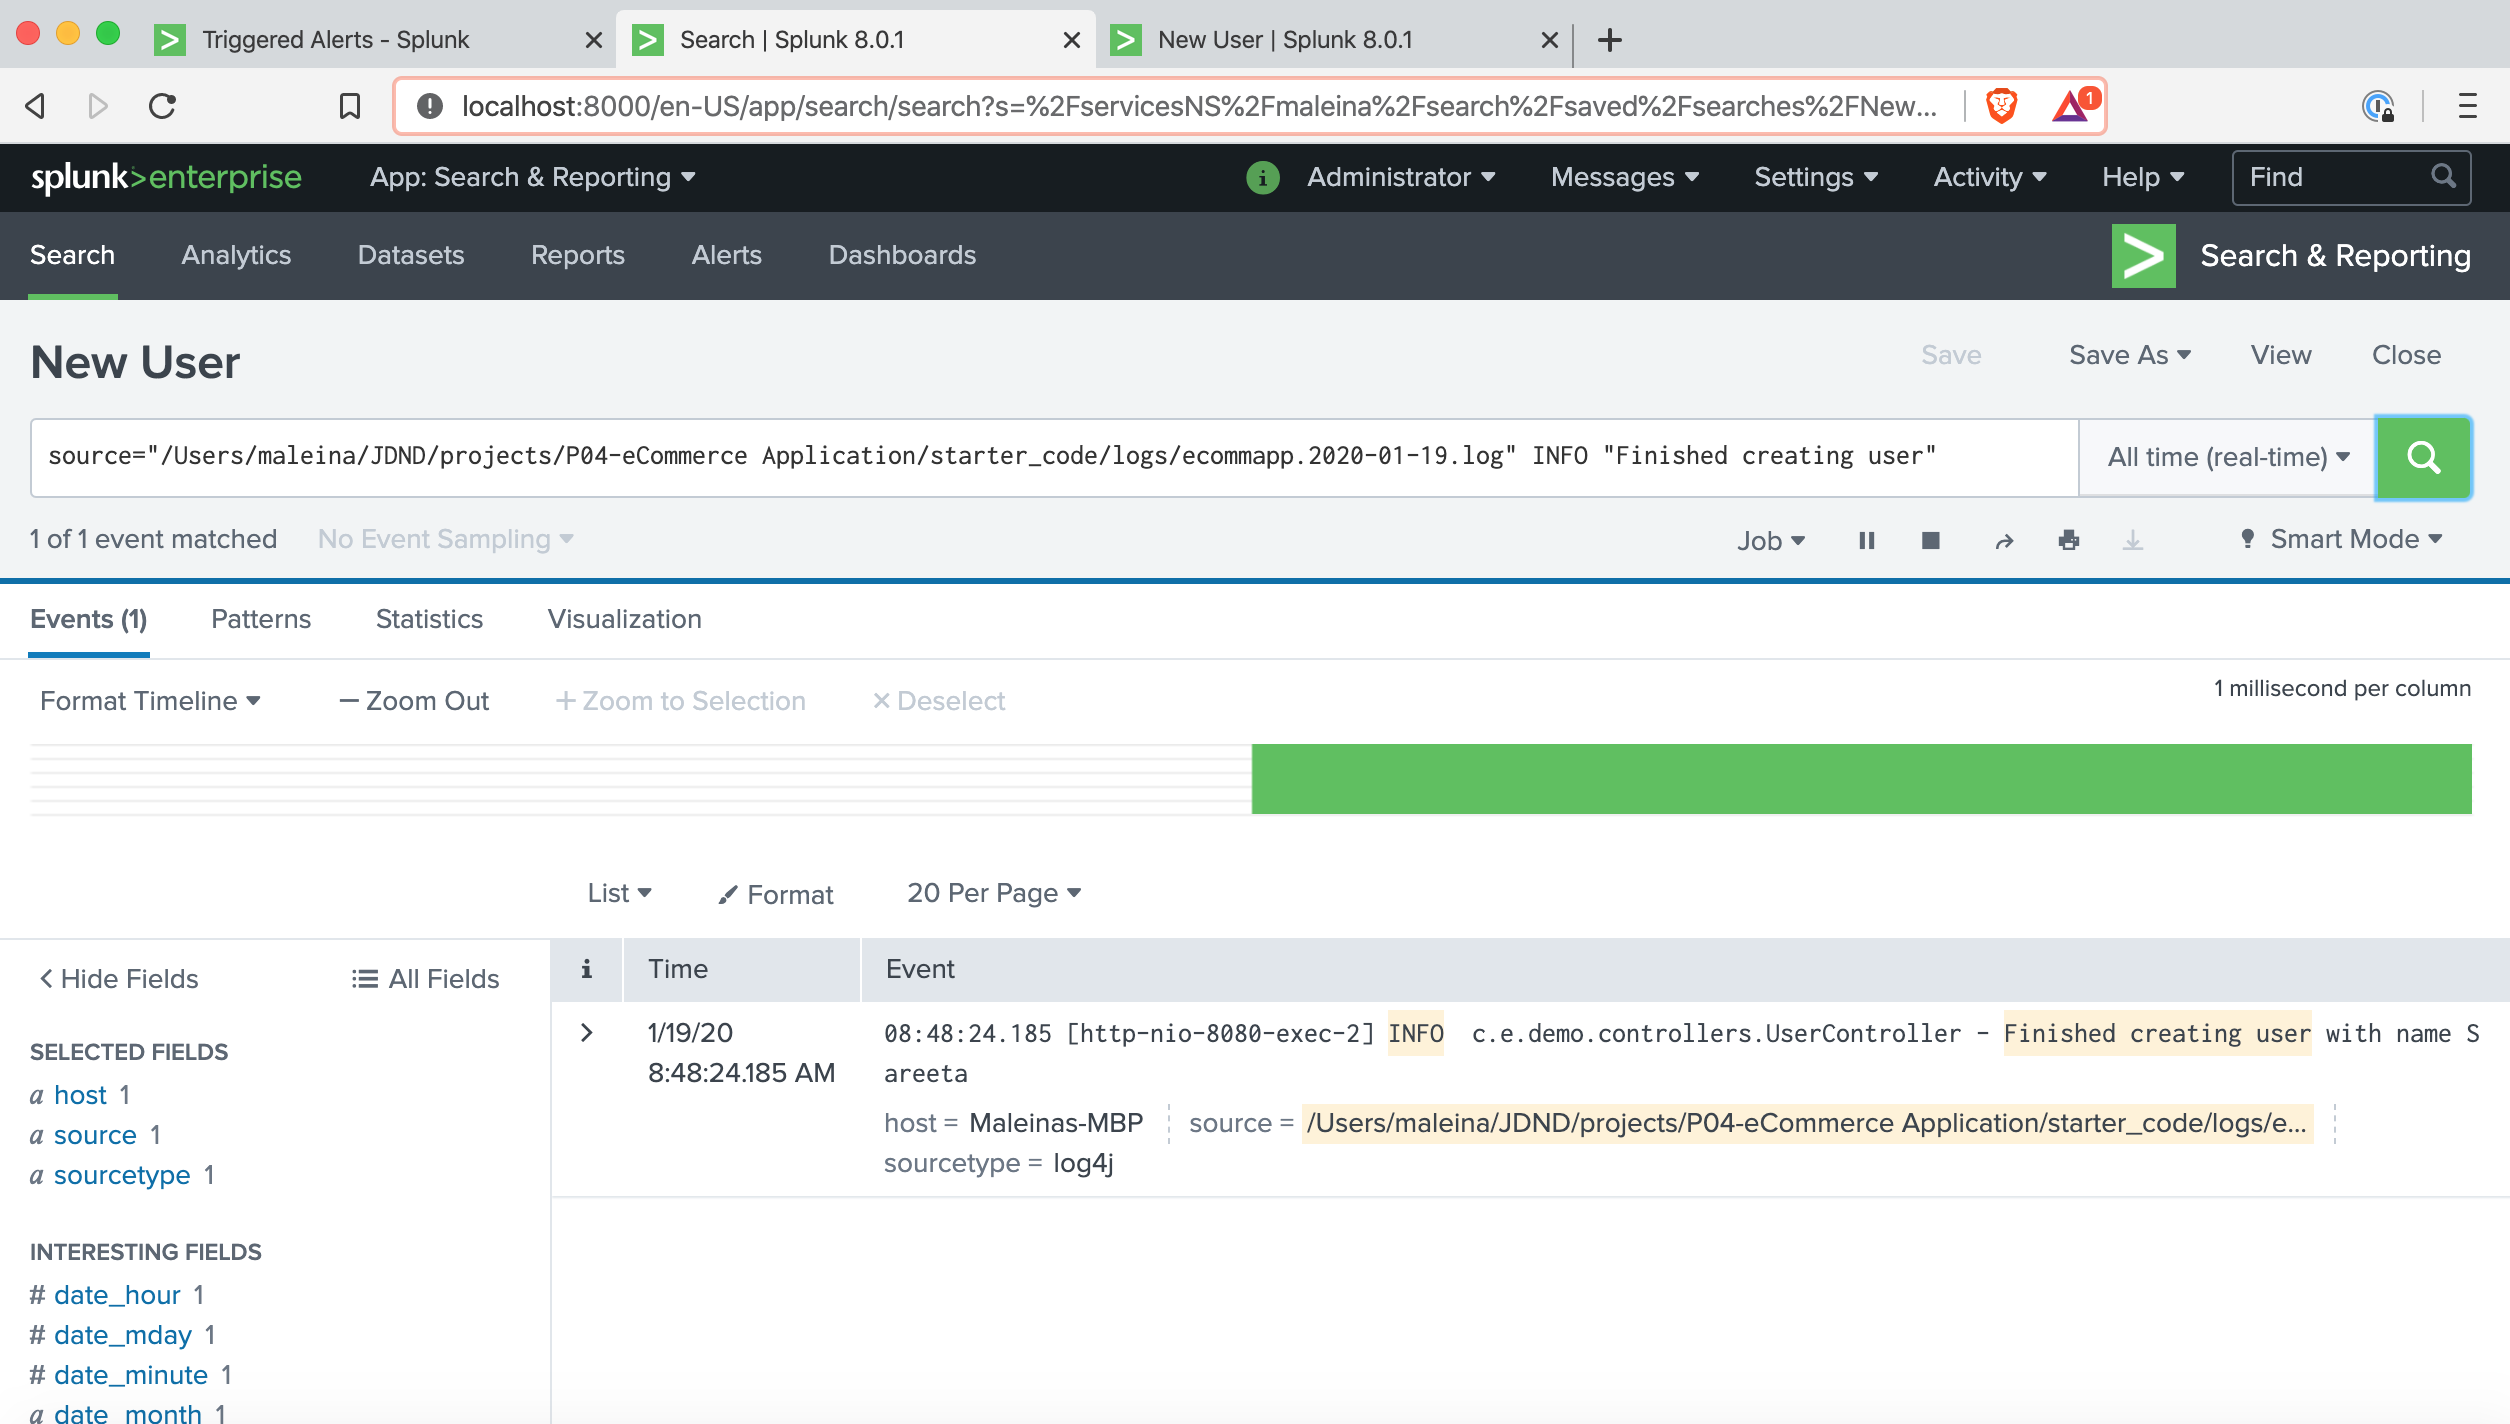 Triggered Alerts - Splunk
Search | Splunk 8.0.1
New User | Splunk 8.0.1
localhost:8000/en-US/app/search/search?s=%2FservicesNS%2Fmaleina%2Fsearch%2Fsaved%2Fsearches%2FNew...
1
splunk>enterprise
App: Search & Reporting
i
Administrator
Messages
Settings
Activity
Help
Find
Search
Analytics
Datasets
Reports
Alerts
Dashboards
Search & Reporting
New User
Save
Save As
View
Close
source="/Users/maleina/JDND/projects/P04-eCommerce Application/starter_code/logs/ecommapp.2020-01-19.log" INFO "Finished creating user"
All time (real-time)
1 of 1 event matched
No Event Sampling
Job
Smart Mode
Events (1)
Patterns
Statistics
Visualization
Format Timeline
— Zoom Out
+ Zoom to Selection
× Deselect
1 millisecond per column
List
Format
20 Per Page
< Hide Fields
All Fields
i
Time
Event
SELECTED FIELDS
a host 1
a source 1
a sourcetype 1
INTERESTING FIELDS
# date_hour 1
# date_mday 1
# date_minute 1
a date_month 1
1/19/20
8:48:24.185 AM
08:48:24.185 [http-nio-8080-exec-2] INFO  c.e.demo.controllers.UserController - Finished creating user with name S
areeta
host = Maleinas-MBP
source = /Users/maleina/JDND/projects/P04-eCommerce Application/starter_code/logs/e...
sourcetype = log4j